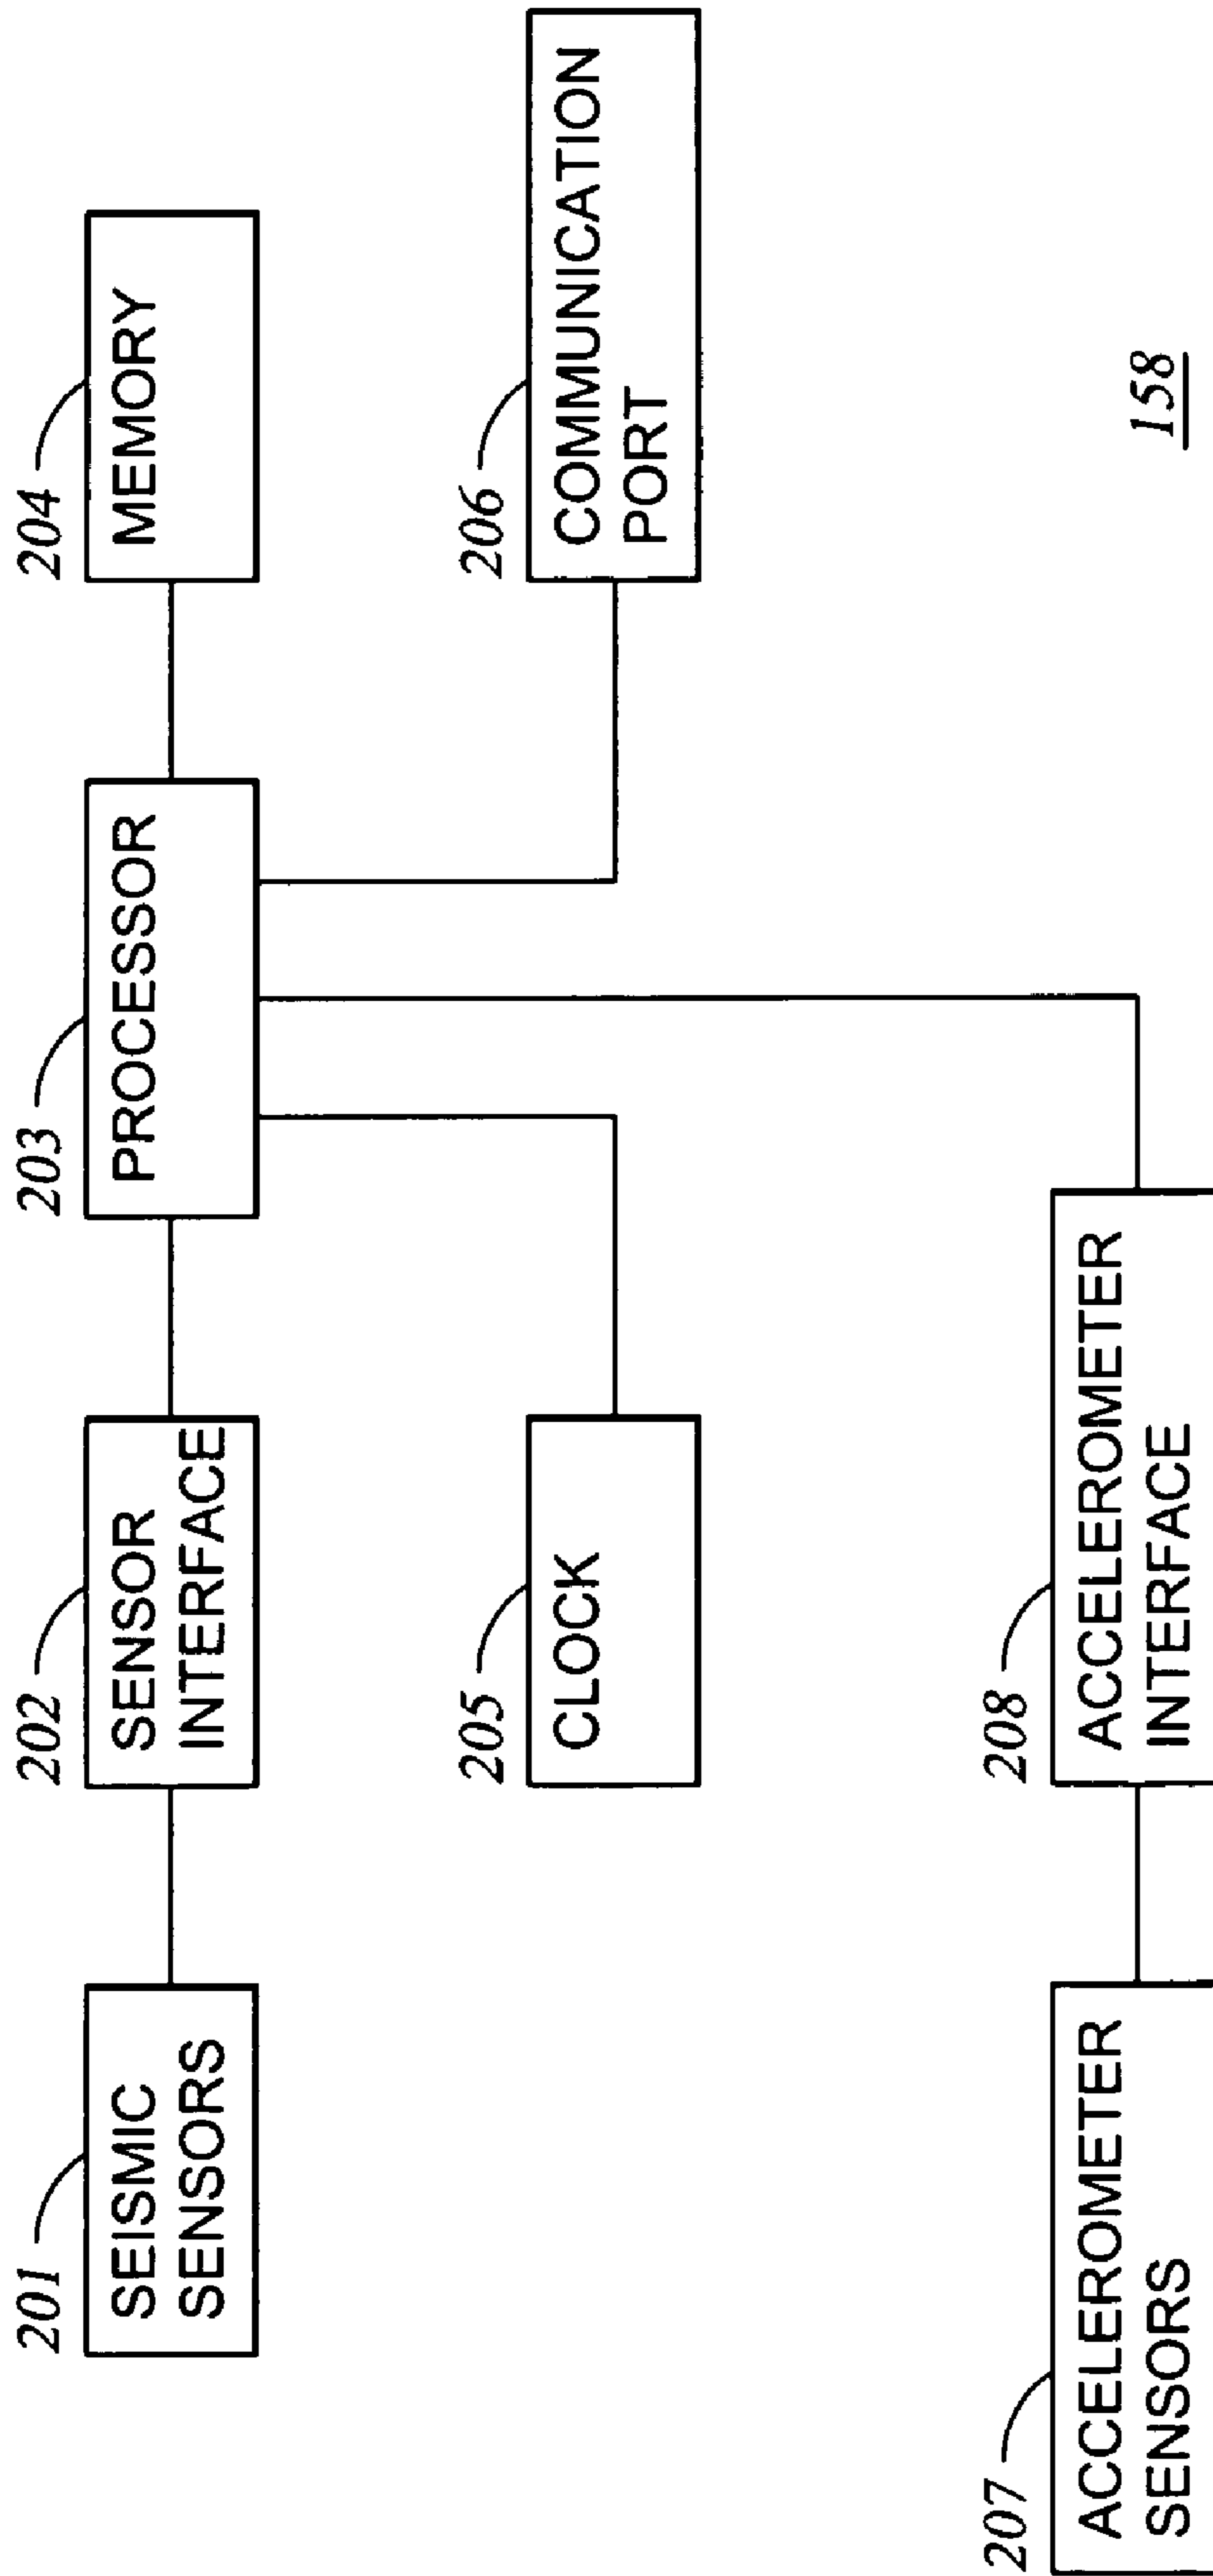 201
SEISMIC
SENSORS
202
SENSOR
INTERFACE
203
PROCESSOR
204
MEMORY
205
CLOCK
206
COMMUNICATION
PORT
207
ACCELEROMETER
SENSORS
208
ACCELEROMETER
INTERFACE
158